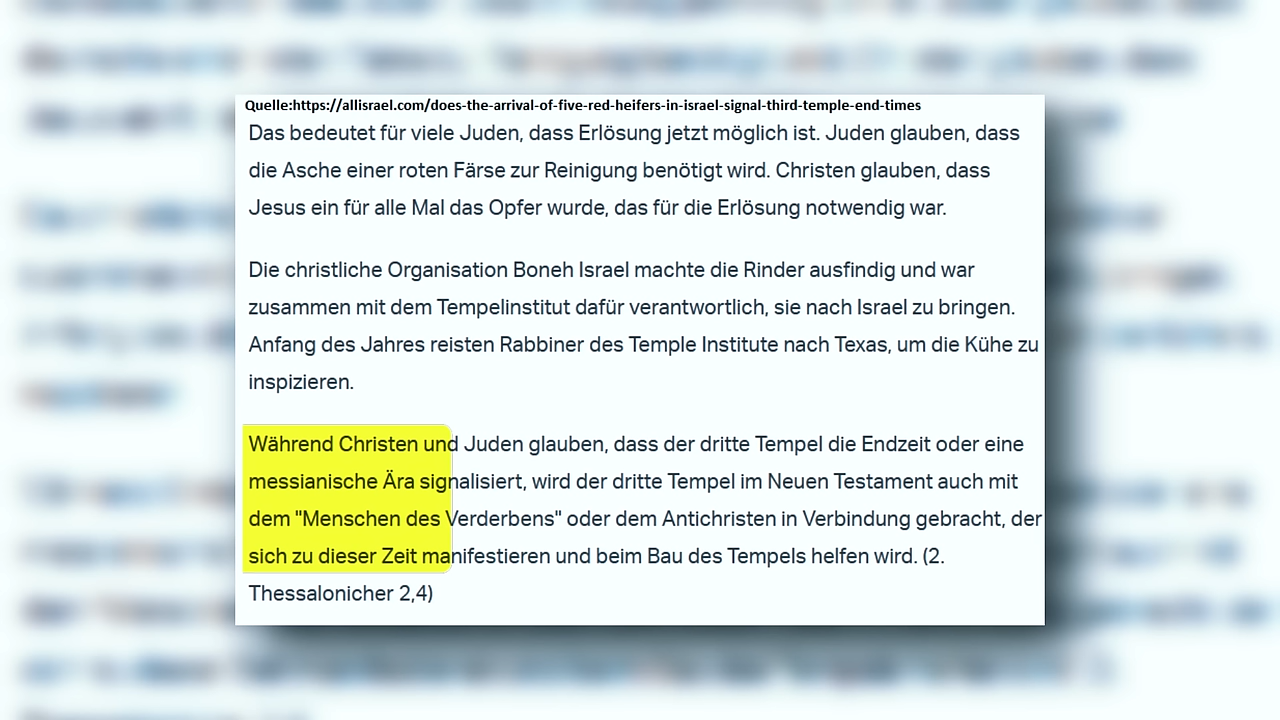 Quelle:https://allisrael.com/does-the-arrival-of-five-red-heifers-in-israel-signal-third-temple-end-times
Das bedeutet für viele Juden, dass Erlösung jetzt möglich ist. Juden glauben, dass
die Asche einer roten Färse zur Reinigung benötigt wird. Christen glauben, dass
Jesus ein für alle Mal das Opfer wurde, das für die Erlösung notwendig war.
Die christliche Organisation Boneh Israel machte die Rinder ausfindig und war
zusammen mit dem Tempelinstitut dafür verantwortlich, sie nach Israel zu bringen.
Anfang des Jahres reisten Rabbiner des Temple Institute nach Texas, um die Kühe zu
inspizieren.
Während Christen und Juden glauben, dass der dritte Tempel die Endzeit oder eine
messianische Ära signalisiert, wird der dritte Tempel im Neuen Testament auch mit
dem "Menschen des Verderbens" oder dem Antichristen in Verbindung gebracht, der
sich zu dieser Zeit manifestieren und beim Bau des Tempels helfen wird. (2.
Thessalonicher 2,4)